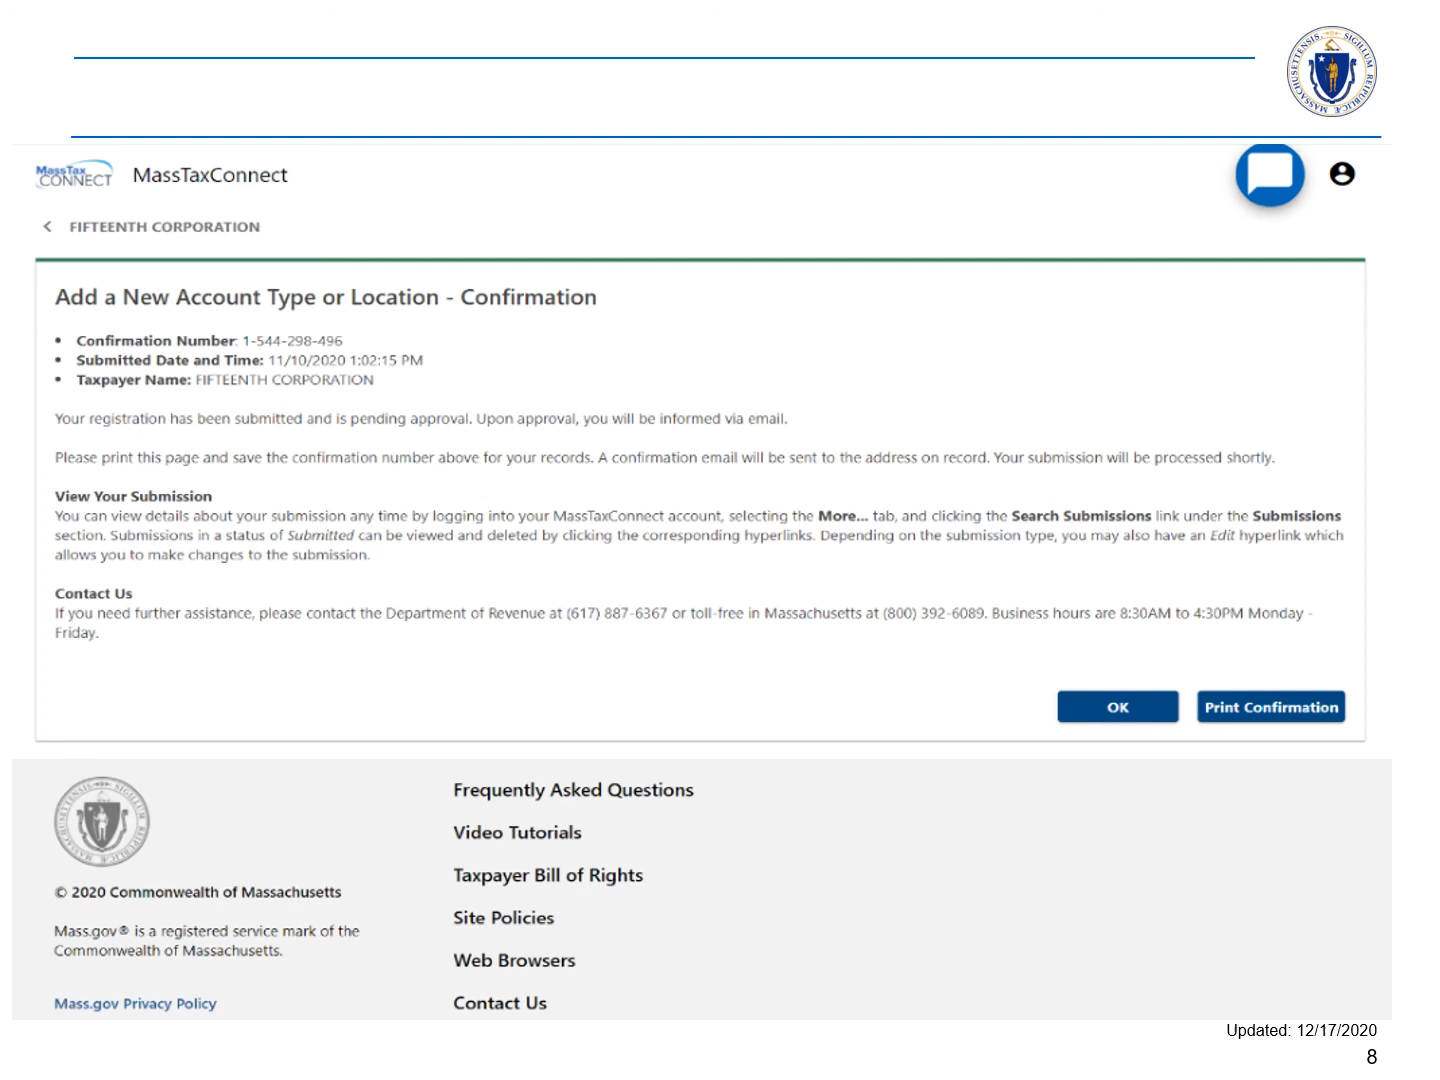 MassTax
CONNECT
MassTaxConnect
FIFTEENTH CORPORATION
Add a New Account Type or Location - Confirmation
• Confirmation Number: 1-544-298-496
• Submitted Date and Time: 11/10/2020 1:02:15 PM
• Taxpayer Name: FIFTEENTH CORPORATION
Your registration has been submitted and is pending approval. Upon approval, you will be informed via email.
Please print this page and save the confirmation number above for your records. A confirmation email will be sent to the address on record. Your submission will be processed shortly.
View Your Submission
You can view details about your submission any time by logging into your MassTaxConnect account, selecting the More... tab, and clicking the Search Submissions link under the Submissions
section. Submissions in a status of Submitted can be viewed and deleted by clicking the corresponding hyperlinks. Depending on the submission type, you may also have an Edit hyperlink which
allows you to make changes to the submission.
Contact Us
If you need further assistance, please contact the Department of Revenue at (617) 887-6367 or toll-free in Massachusetts at (800) 392-6089. Business hours are 8:30AM to 4:30PM Monday -
Friday.
OK
Print Confirmation
© 2020 Commonwealth of Massachusetts
Mass.gov® is a registered service mark of the
Commonwealth of Massachusetts.
Mass.gov Privacy Policy
Frequently Asked Questions
Video Tutorials
Taxpayer Bill of Rights
Site Policies
Web Browsers
Contact Us
Updated: 12/17/2020
8